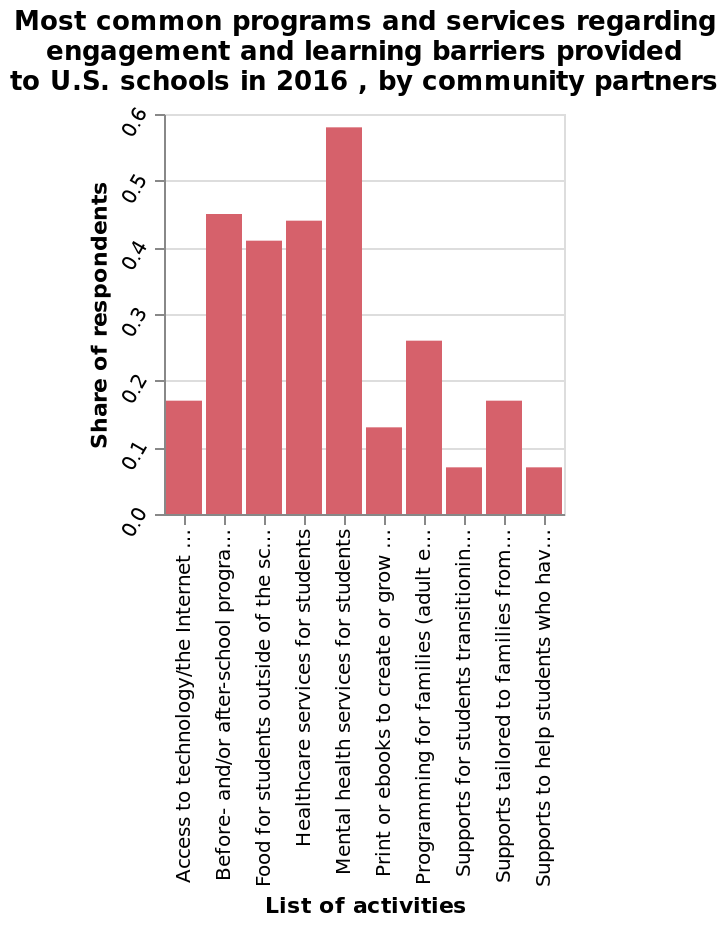 Most common programs and services regarding
engagement and learning barriers provided
to U.S. schools in 2016 , by community partners
Share of respondents
0.6
0.5
0.4
0.3
0.2
0.1
0.0
Access to technology/the Internet ...
Before- and/or after-school progra...
Food for students outside of the sc...
Healthcare services for students
Mental health services for students
Print or ebooks to create or grow ...
Programming for families (adult e...
Supports for students transitionin...
Supports tailored to families from...
Supports to help students who hav...
List of activities